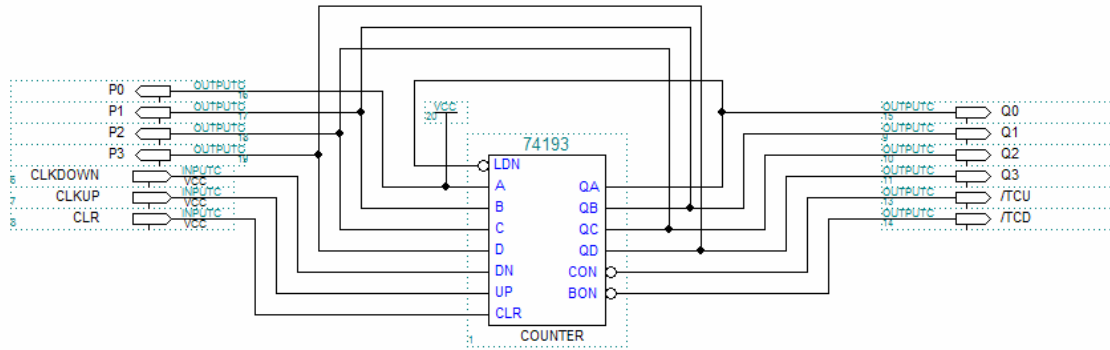 P0 OUTPUTC 16
P1 OUTPUTC 17
P2 OUTPUTC 18
P3 OUTPUTC 19
CLKDOWN INPUTC VCC 6
CLKUP INPUTC VCC 7
CLR INPUTC VCC 8
VCC
20
74193
LDN
A QA
B QB
C QC
D QD
DN CON
UP BON
CLR
COUNTER
1
OUTPUTC 15 Q0
OUTPUTC 9 Q1
OUTPUTC 10 Q2
OUTPUTC 11 Q3
OUTPUTC 13 /TCU
OUTPUTC 14 /TCD